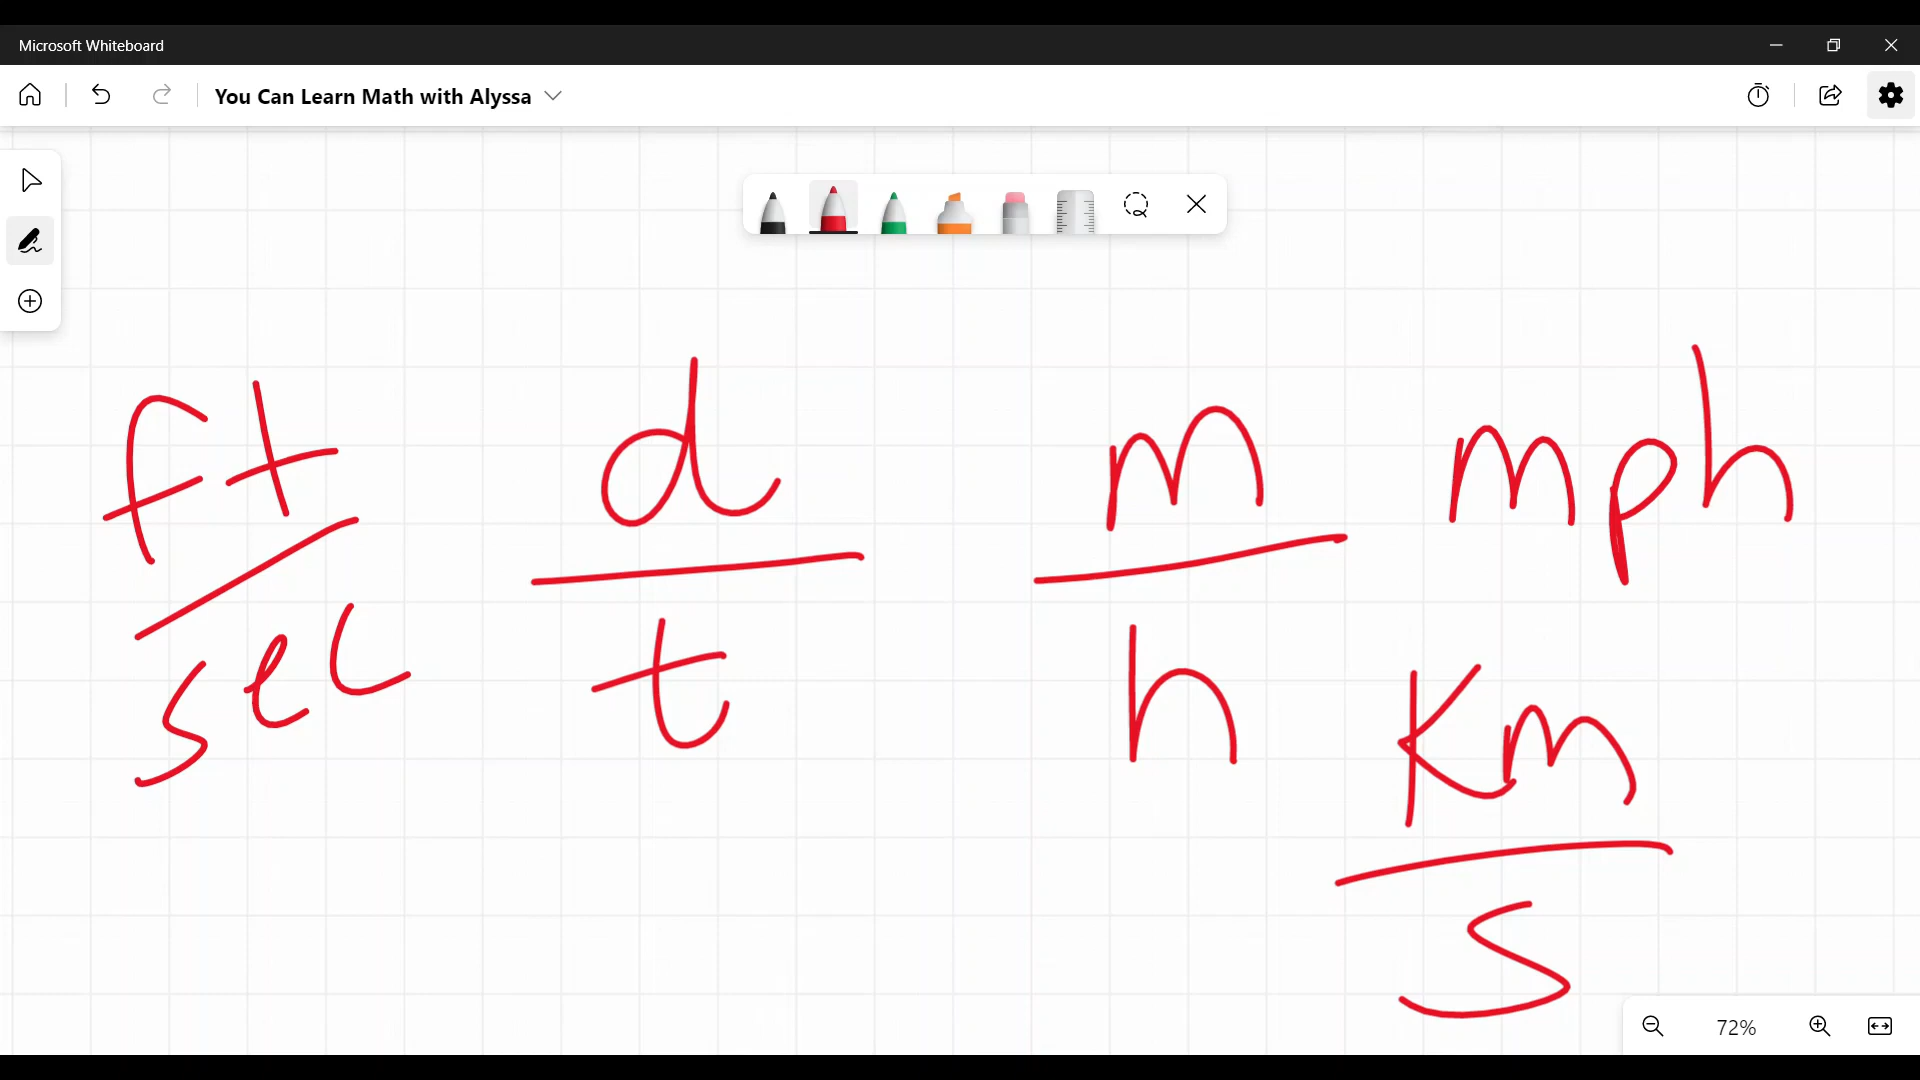 Microsoft Whiteboard
You Can Learn Math with Alyssa
ft/sec
d
t
m
h
mph
Km
s
72%